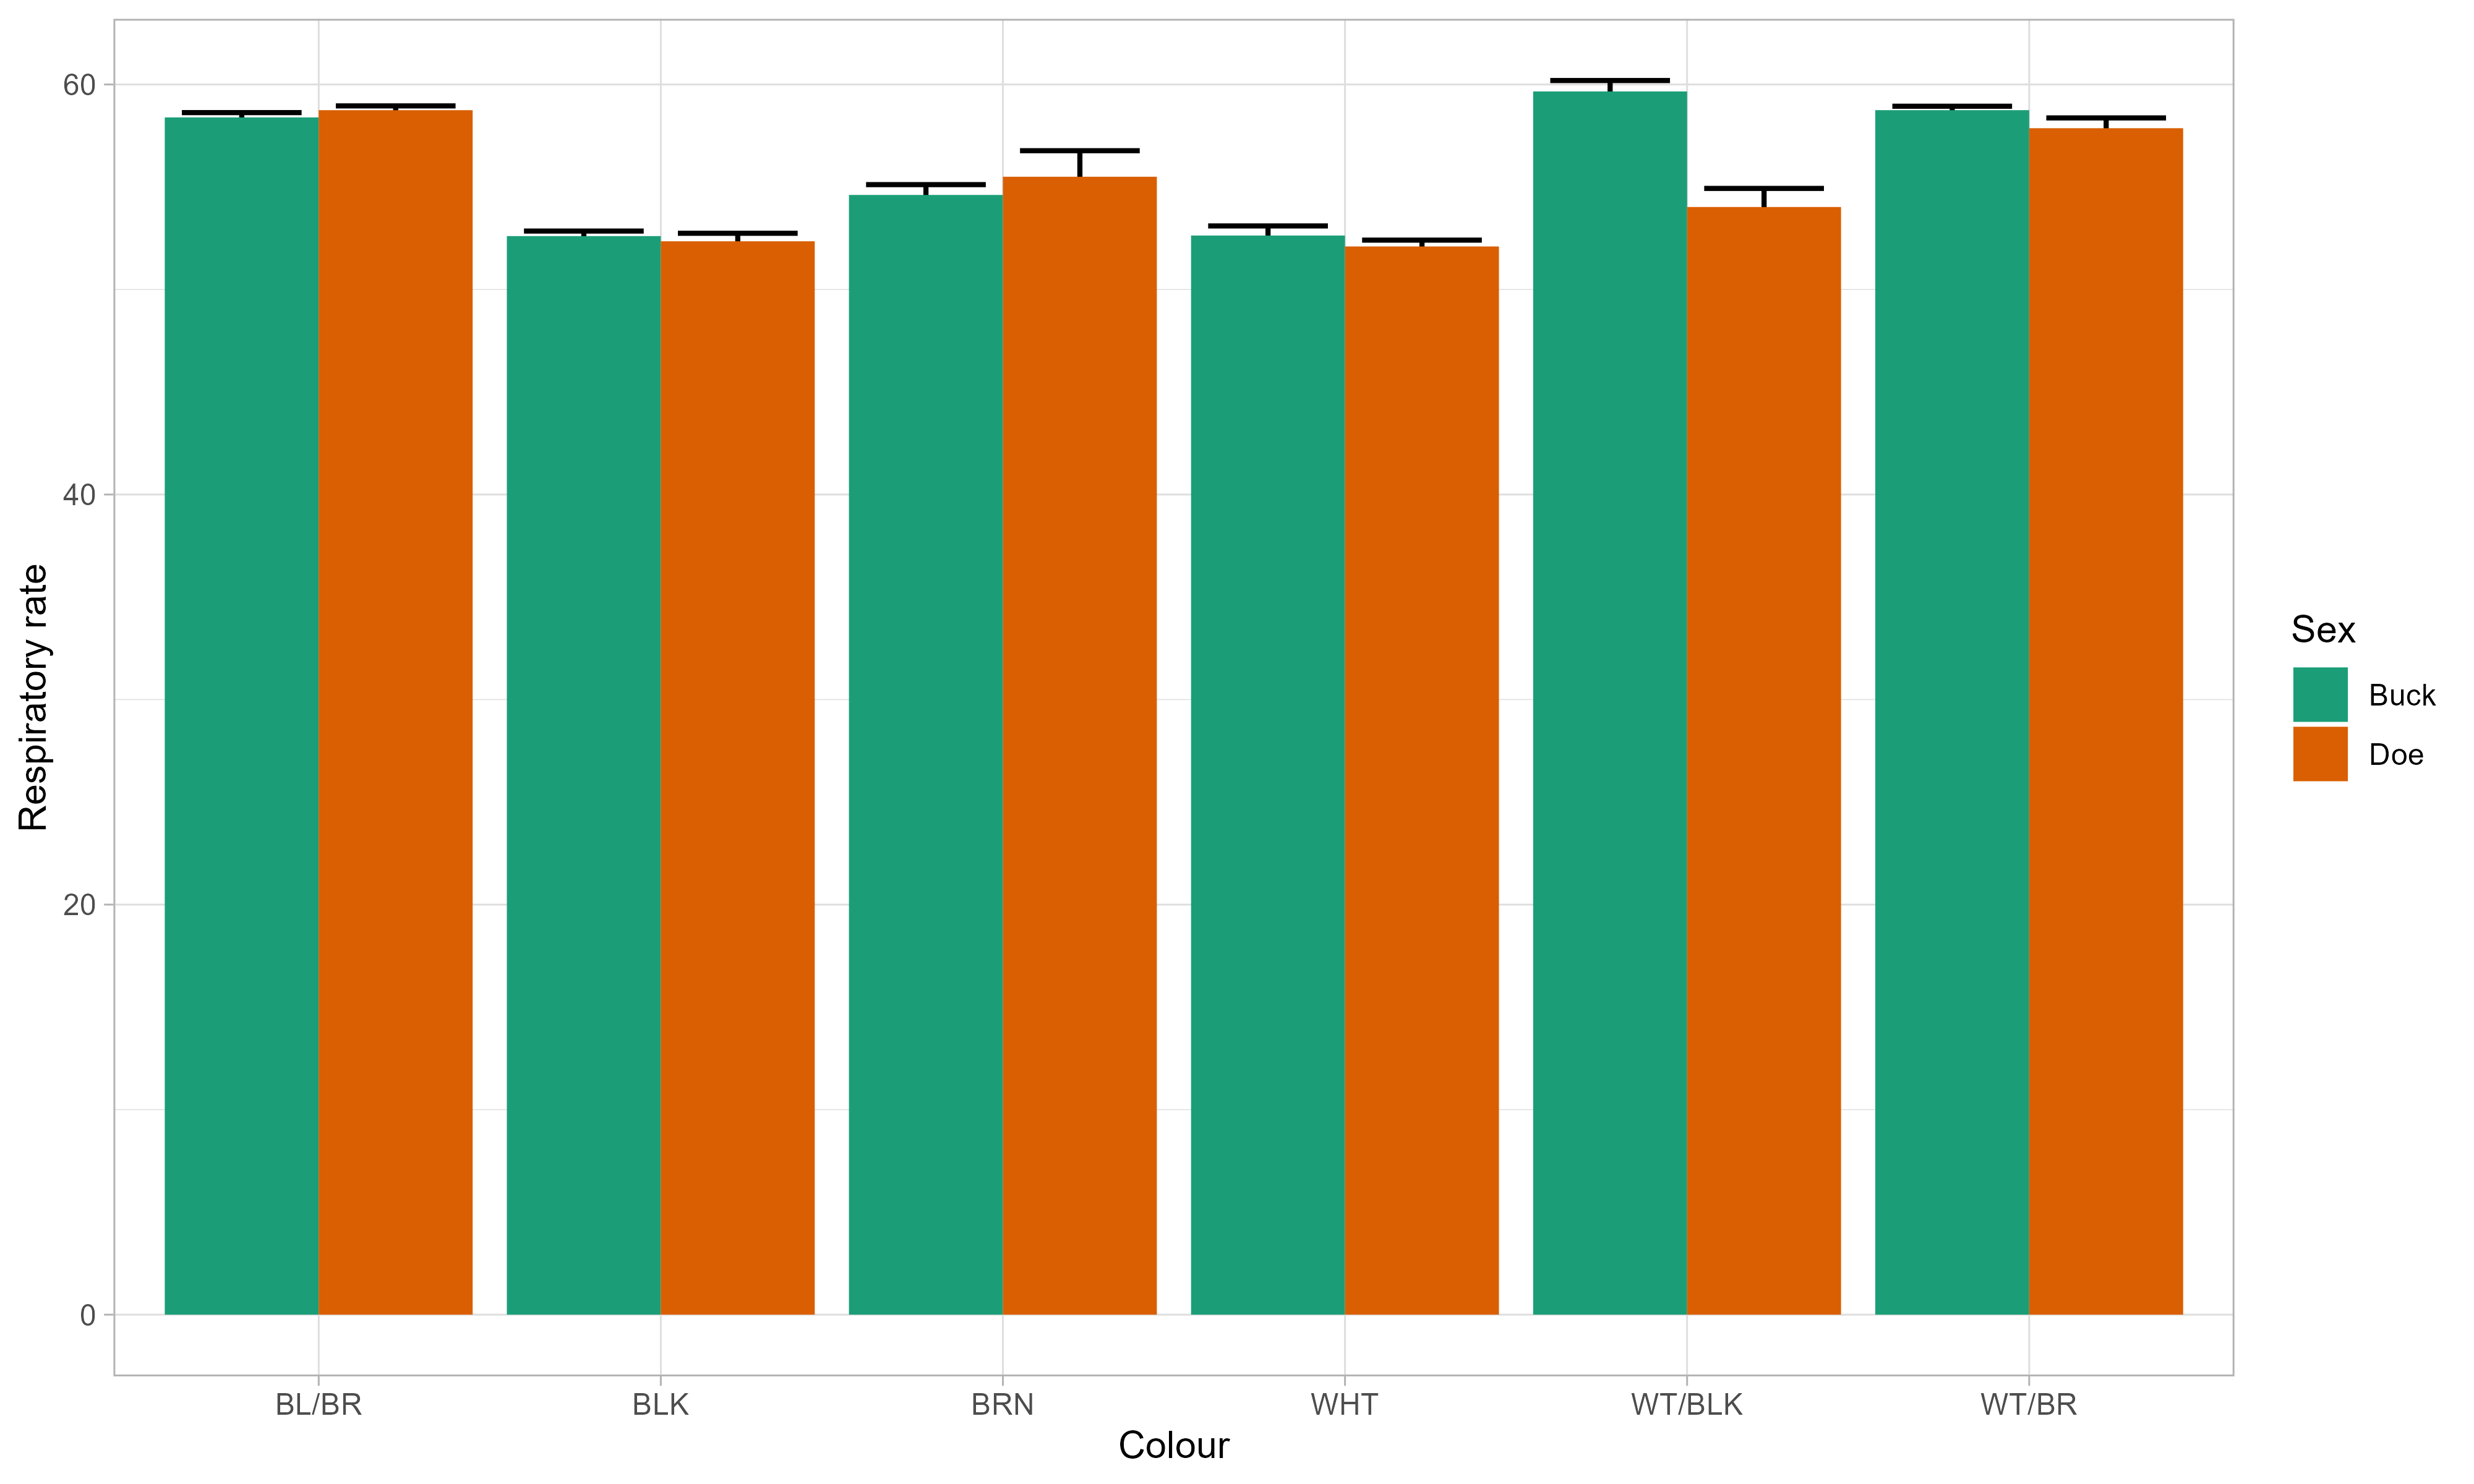 60
40
20
0
Respiratory rate
BL/BR
BLK
BRN
WHT
WT/BLK
WT/BR
Colour
Sex
Buck
Doe